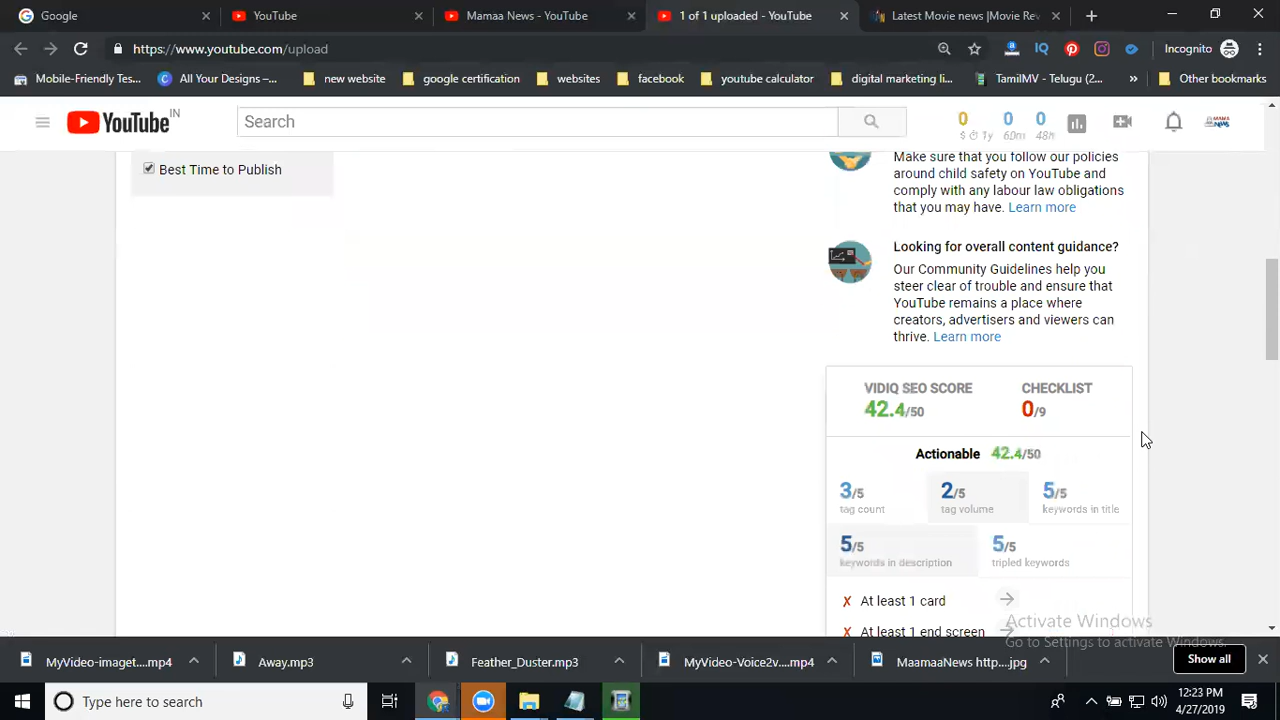 Google
YouTube
Mamaa News - YouTube
1 of 1 uploaded - YouTube
Latest Movie news |Movie Rev
https://www.youtube.com/upload
Incognito
Mobile-Friendly Tes...
All Your Designs –...
new website
google certification
websites
facebook
youtube calculator
digital marketing li...
TamilMV - Telugu (2...
Other bookmarks
YouTube IN
Search
0 0 0
$ 1y 60m 48h
Best Time to Publish
Make sure that you follow our policies
around child safety on YouTube and
comply with any labour law obligations
that you may have. Learn more
Looking for overall content guidance?
Our Community Guidelines help you
steer clear of trouble and ensure that
YouTube remains a place where
creators, advertisers and viewers can
thrive. Learn more
VIDIQ SEO SCORE
CHECKLIST
42.4/50
0/9
Actionable 42.4/50
3/5
2/5
5/5
tag count
tag volume
keywords in title
5/5
5/5
keywords in description
tripled keywords
At least 1 card
At least 1 end screen
Activate Windows
Go to Settings to activate Windows.
MyVideo-imaget....mp4
Away.mp3
Feather_Duster.mp3
MyVideo-Voice2v....mp4
MaamaaNews http....jpg
Show all
Type here to search
12:23 PM
4/27/2019